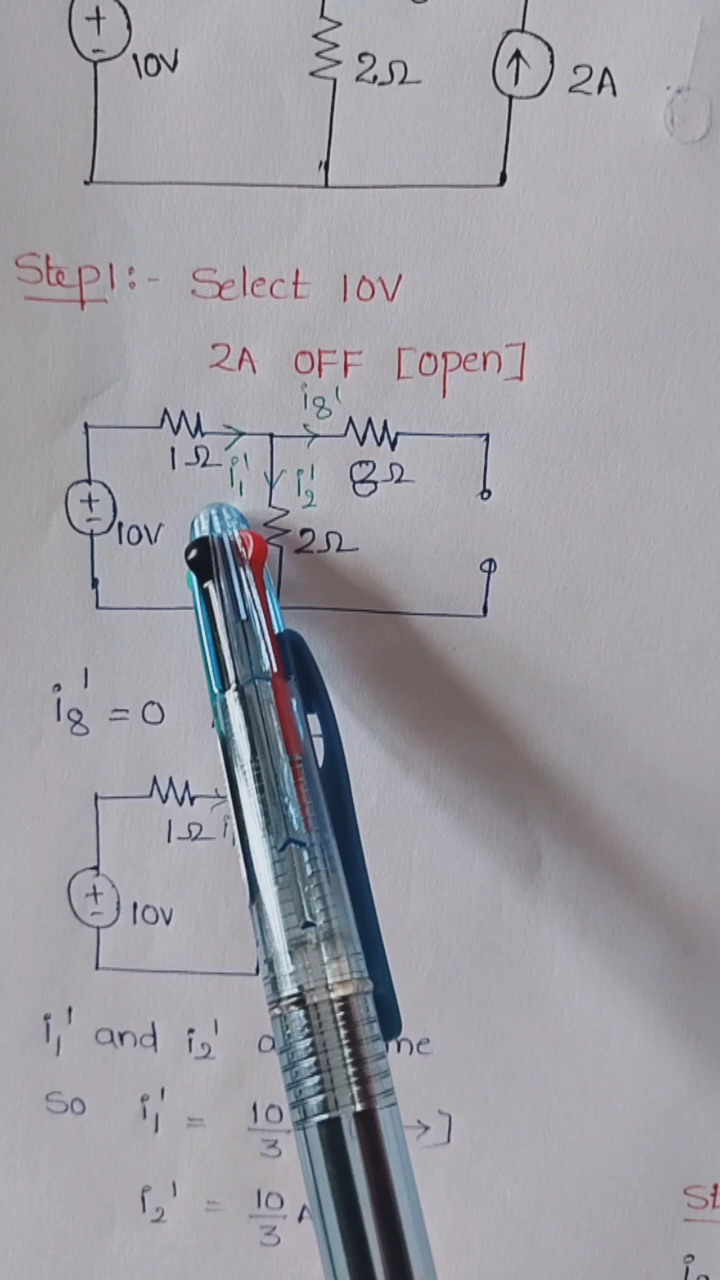 +
-
10V
2Ω
2A
Step1:- Select 10V
2A OFF [open]
i8'
1Ω i1' i2' 8Ω
+
-
10V
2Ω
i8' = 0
1Ω
+
-
10V
i1' and i2'
So i1' = 10/3 →]
i2' = 10/3 A